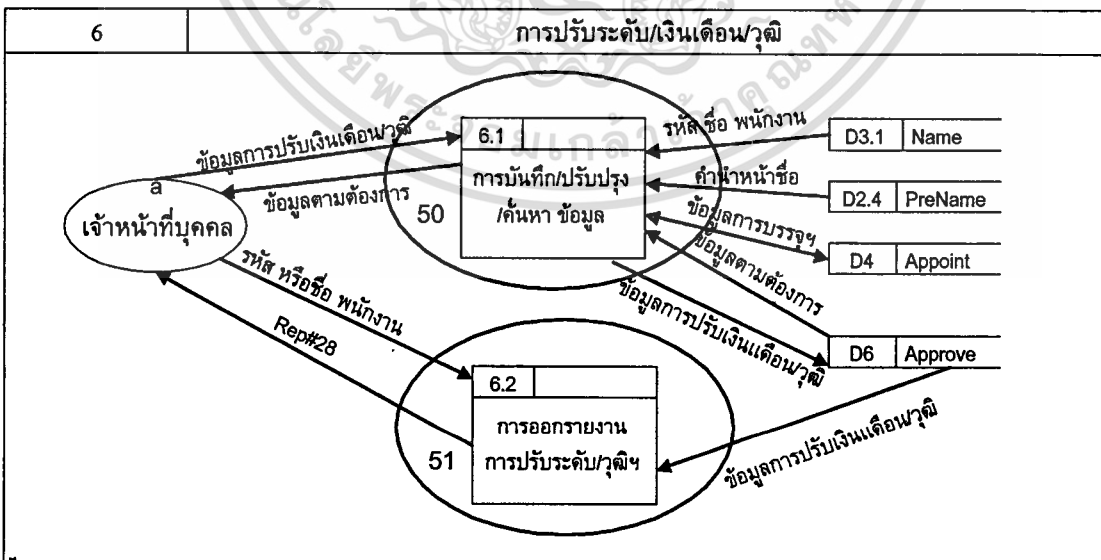 6
การปรับระดับ/เงินเดือน/วุฒิ
ข้อมูลการปรับเงินเดือน/วุฒิ
a
เจ้าหน้าที่บุคคล
ข้อมูลตามต้องการ
6.1
การบันทึก/ปรับปรุง
/ค้นหา ข้อมูล
50
รหัส ชื่อ พนักงาน
D3.1 Name
คำนำหน้าชื่อ
D2.4 PreName
ข้อมูลการบรรจุฯ
D4 Appoint
ข้อมูลตามต้องการ
ข้อมูลการปรับเงินเดือน/วุฒิ
D6 Approve
รหัส หรือชื่อ พนักงาน
Rep#28
6.2
การออกรายงาน
การปรับระดับ/วุฒิฯ
51
ข้อมูลการปรับเงินเดือน/วุฒิ